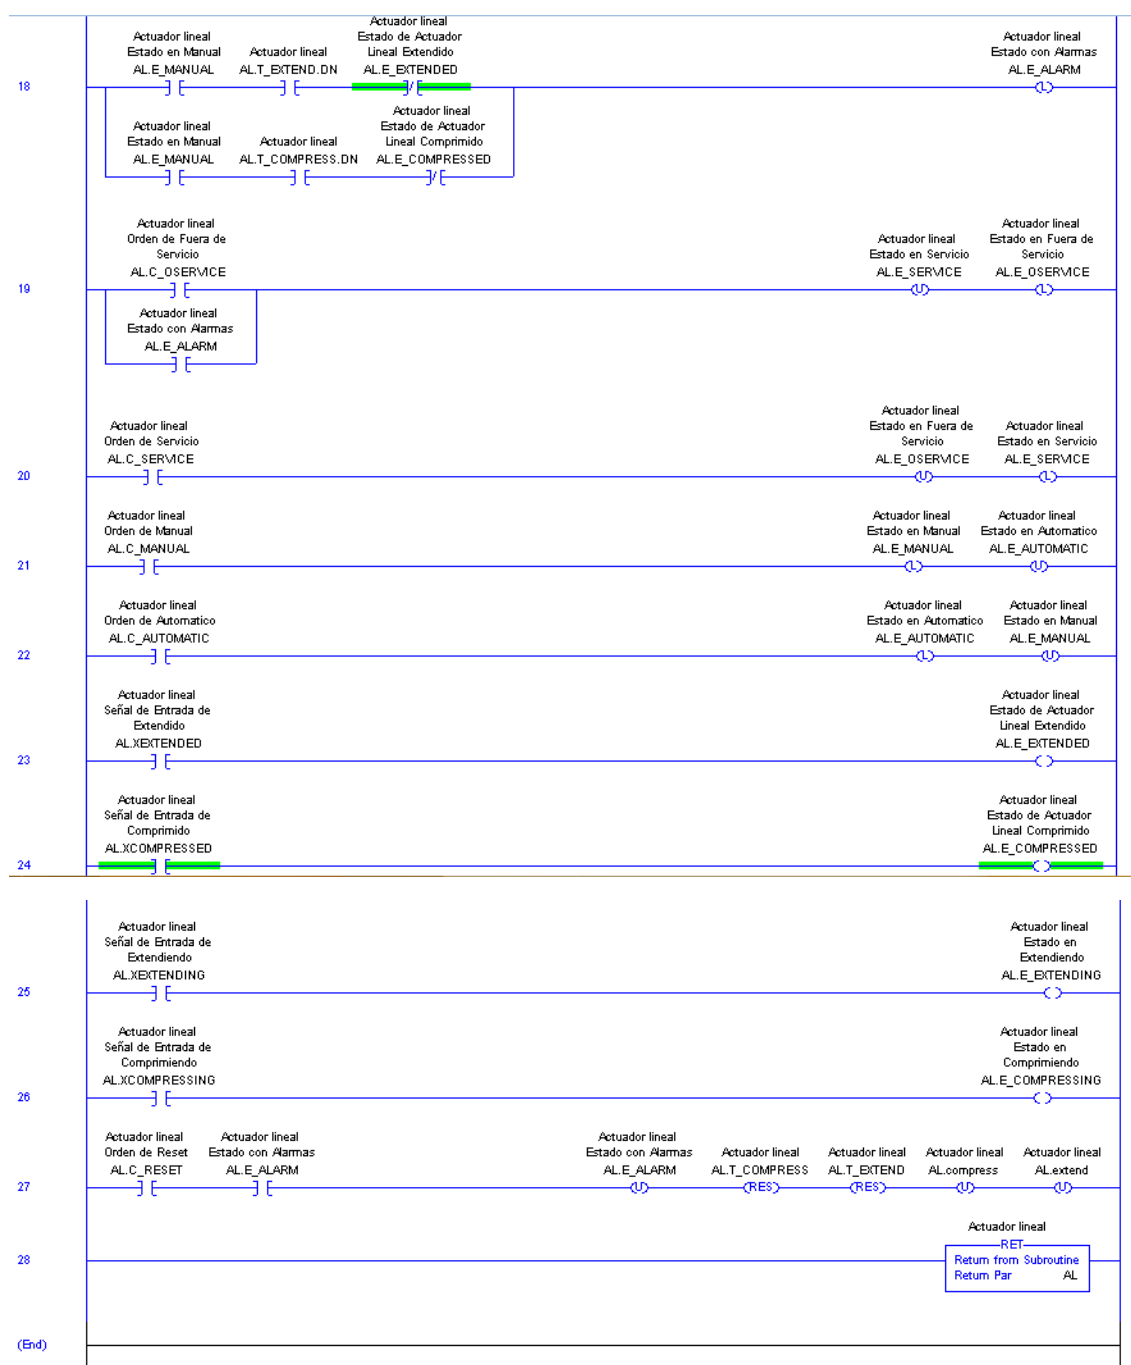 Actuador lineal
Estado en Manual
AL.E_MANUAL
Actuador lineal
AL.T_EXTEND.DN
Actuador lineal
Estado de Actuador
Lineal Extendido
AL.E_EXTENDED
Actuador lineal
Estado con Alarmas
AL.E_ALARM
18
L
Actuador lineal
Estado en Manual
AL.E_MANUAL
Actuador lineal
AL.T_COMPRESS.DN
Actuador lineal
Estado de Actuador
Lineal Comprimido
AL.E_COMPRESSED
Actuador lineal
Orden de Fuera de
Servicio
AL.C_OSERVICE
Actuador lineal
Estado en Servicio
AL.E_SERVICE
Actuador lineal
Estado en Fuera de
Servicio
AL.E_OSERVICE
19
U
L
Actuador lineal
Estado con Alarmas
AL.E_ALARM
Actuador lineal
Orden de Servicio
AL.C_SERVICE
Actuador lineal
Estado en Fuera de
Servicio
AL.E_OSERVICE
Actuador lineal
Estado en Servicio
AL.E_SERVICE
20
U
L
Actuador lineal
Orden de Manual
AL.C_MANUAL
Actuador lineal
Estado en Manual
AL.E_MANUAL
Actuador lineal
Estado en Automatico
AL.E_AUTOMATIC
21
L
U
Actuador lineal
Orden de Automatico
AL.C_AUTOMATIC
Actuador lineal
Estado en Automatico
AL.E_AUTOMATIC
Actuador lineal
Estado en Manual
AL.E_MANUAL
22
L
U
Actuador lineal
Señal de Entrada de
Extendido
AL.XEXTENDED
Actuador lineal
Estado de Actuador
Lineal Extendido
AL.E_EXTENDED
23
Actuador lineal
Señal de Entrada de
Comprimido
AL.XCOMPRESSED
Actuador lineal
Estado de Actuador
Lineal Comprimido
AL.E_COMPRESSED
24
Actuador lineal
Señal de Entrada de
Extendiendo
AL.XEXTENDING
Actuador lineal
Estado en
Extendiendo
AL.E_EXTENDING
25
Actuador lineal
Señal de Entrada de
Comprimiendo
AL.XCOMPRESSING
Actuador lineal
Estado en
Comprimiendo
AL.E_COMPRESSING
26
Actuador lineal
Orden de Reset
AL.C_RESET
Actuador lineal
Estado con Alarmas
AL.E_ALARM
Actuador lineal
Estado con Alarmas
AL.E_ALARM
Actuador lineal
AL.T_COMPRESS
Actuador lineal
AL.T_EXTEND
Actuador lineal
AL.compress
Actuador lineal
AL.extend
27
U
RES
RES
U
U
Actuador lineal
RET
28
Return from Subroutine
Return Par AL
(End)